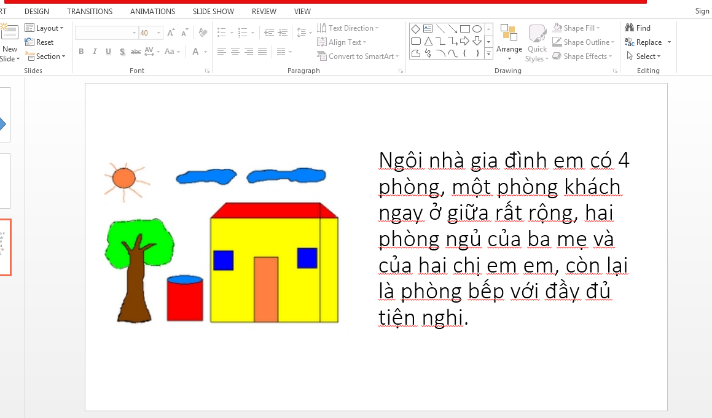 RT DESIGN TRANSITIONS ANIMATIONS SLIDE SHOW REVIEW VIEW Sign
New Slide
Layout
Reset
Section
Slides
40
B I U S abc AV Aa A
Font
Text Direction
Align Text
Convert to SmartArt
Paragraph
Arrange
Quick Styles
Shape Fill
Shape Outline
Shape Effects
Drawing
Find
Replace
Select
Editing
Ngôi nhà gia đình em có 4
phòng, một phòng khách
ngay ở giữa rất rộng, hai
phòng ngủ của ba mẹ và
của hai chị em em, còn lại
là phòng bếp với đầy đủ
tiện nghi.